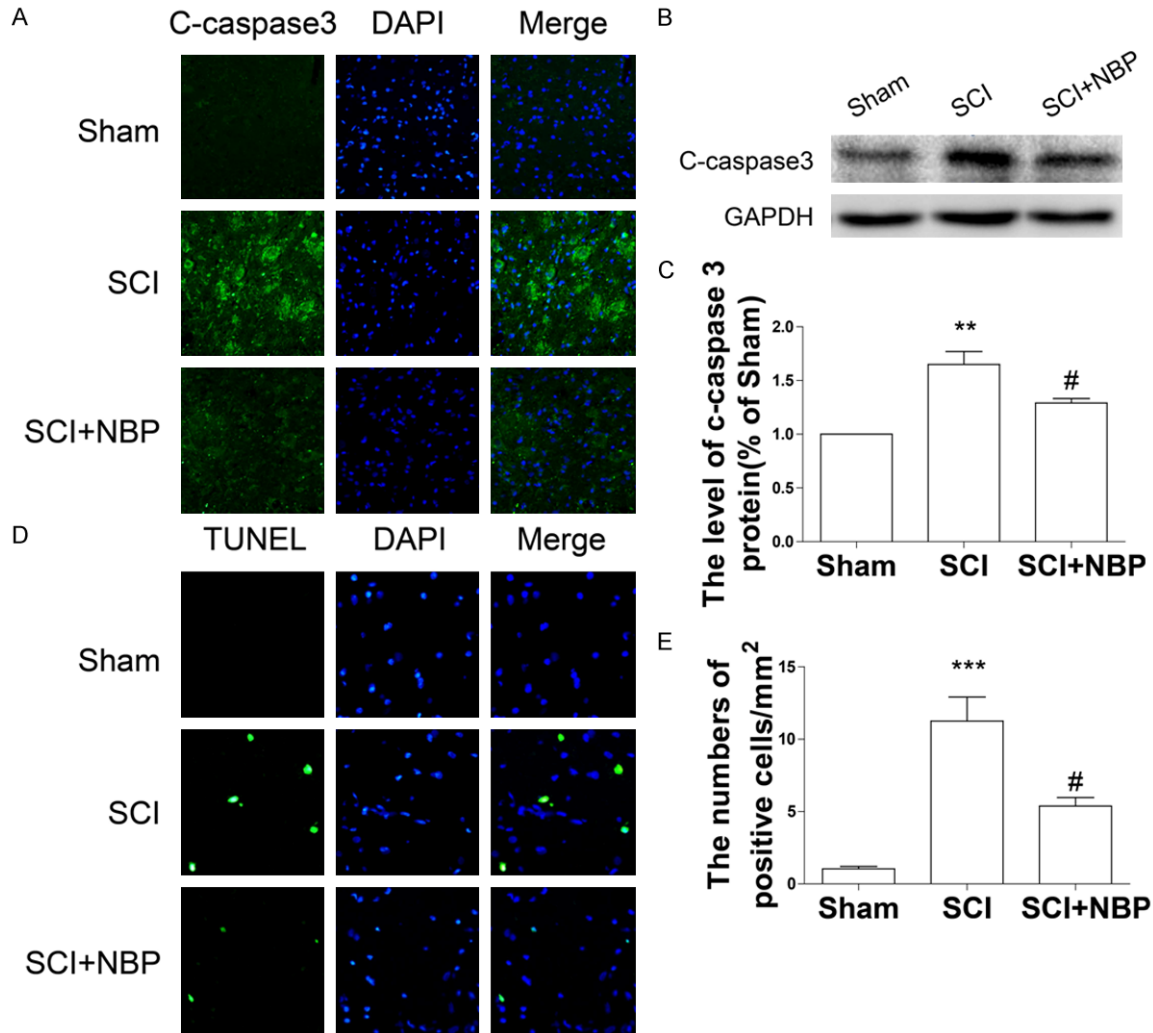 A
C-caspase3 DAPI Merge
Sham
SCI
SCI+NBP
B
Sham SCI SCI+NBP
C-caspase3
GAPDH
C
The level of c-caspase 3
protein(% of Sham)
2.0
1.5
1.0
0.5
0.0
**
#
Sham SCI SCI+NBP
D
TUNEL DAPI Merge
Sham
SCI
SCI+NBP
E
The numbers of
positive cells/mm²
15
10
5
0
***
#
Sham SCI SCI+NBP